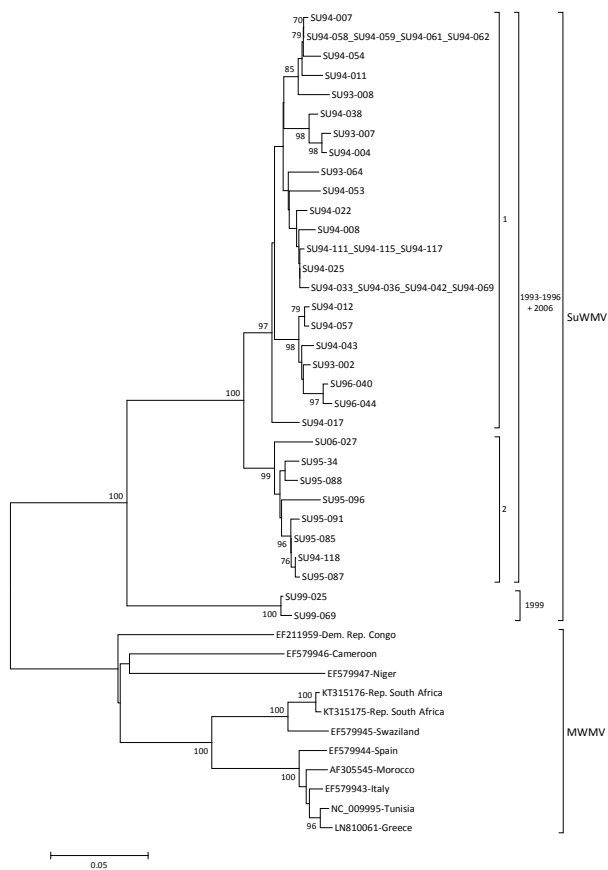 SU94-007
70
SU94-058_SU94-059_SU94-061_SU94-062
79
SU94-054
SU94-011
85
SU93-008
SU94-038
SU93-007
98
SU94-004
98
SU93-064
SU94-053
SU94-022
1
SU94-008
SU94-111_SU94-115_SU94-117
SU94-025
SU94-033_SU94-036_SU94-042_SU94-069
1993-1996
+ 2006
SuWMV
SU94-012
79
SU94-057
97
SU94-043
98
SU93-002
SU96-040
100
97
SU96-044
SU94-017
SU06-027
SU95-34
99
SU95-088
SU95-096
100
2
SU95-091
SU95-085
96
SU94-118
76
SU95-087
SU99-025
1999
100
SU99-069
EF211959-Dem. Rep. Congo
EF579946-Cameroon
EF579947-Niger
KT315176-Rep. South Africa
100
KT315175-Rep. South Africa
100
EF579945-Swaziland
MWMV
100
EF579944-Spain
AF305545-Morocco
100
EF579943-Italy
NC_009995-Tunisia
96
LN810061-Greece
0.05